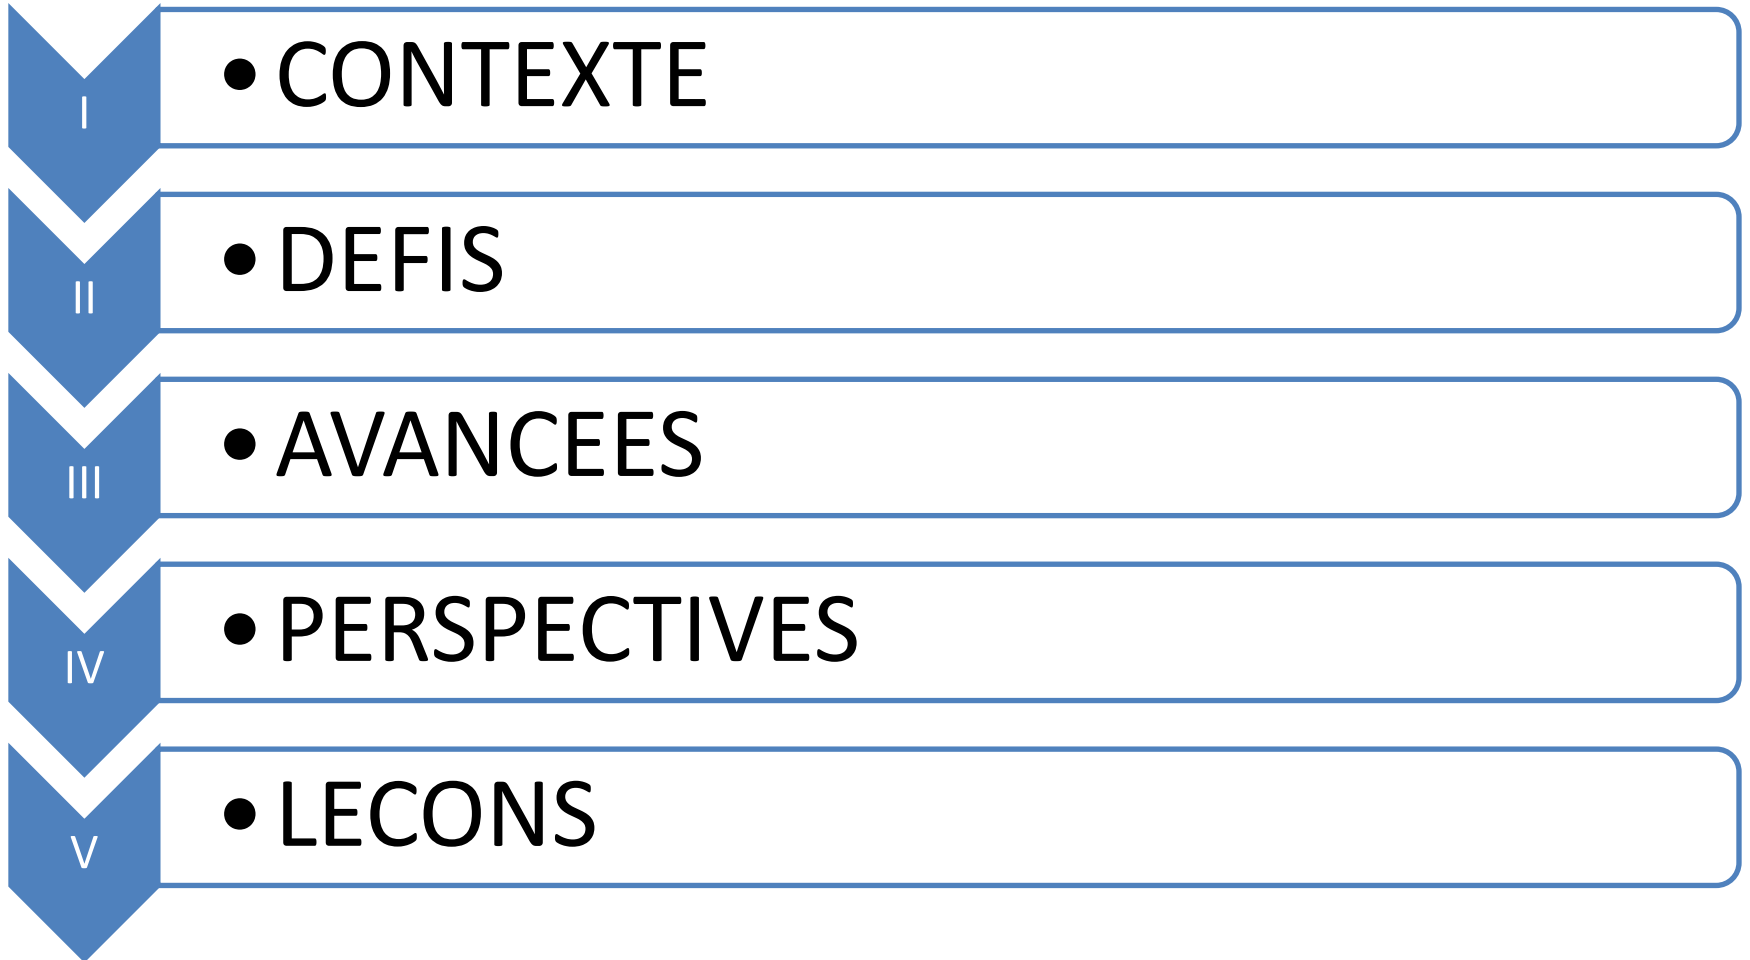 I
• CONTEXTE
II
• DEFIS
III
• AVANCEES
IV
• PERSPECTIVES
V
• LECONS